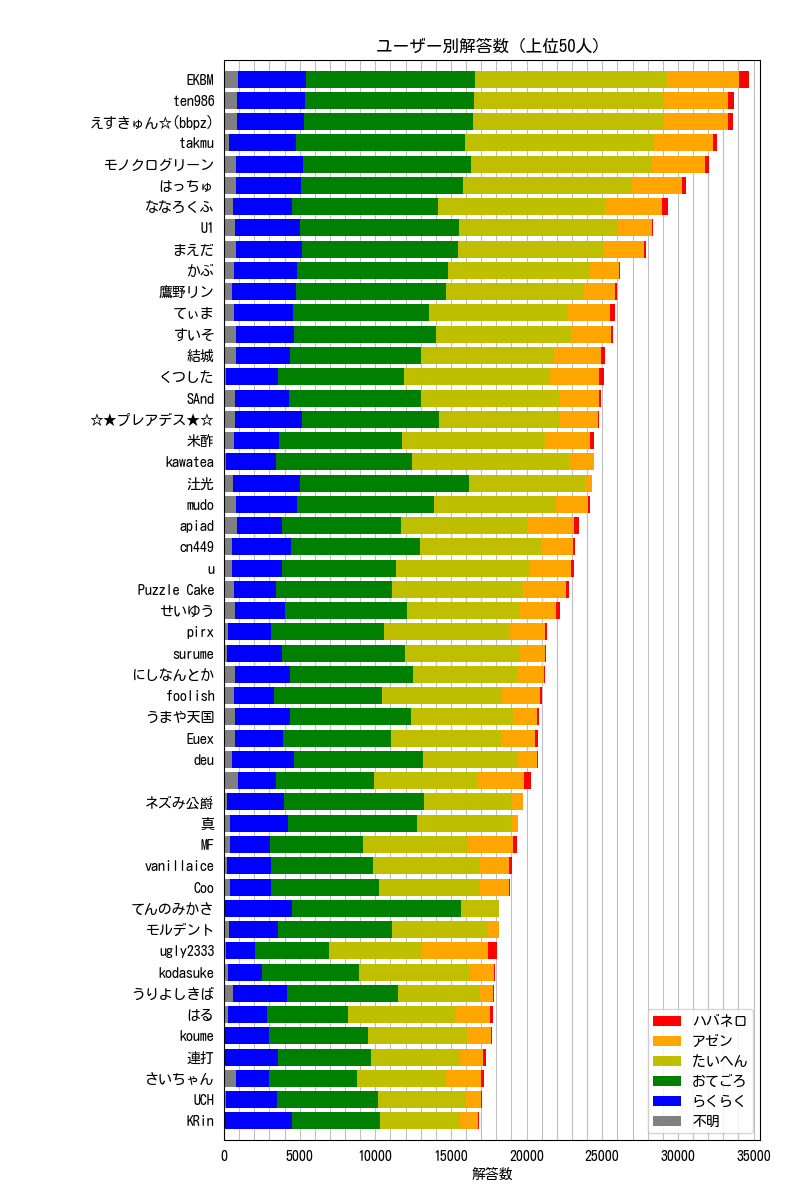 ユーザー別解答数 (上位50人)
EKBM
ten986
えすきゅん☆(bbpz)
takmu
モノクログリーン
はっちゅ
ななろくふ
U1
まえだ
かぶ
鷹野リン
てぃま
すいそ
結城
くつした
SAnd
☆★プレアデス★☆
米酢
kawatea
汢光
mudo
apiad
cn449
u
Puzzle Cake
せいゆう
pirx
surume
にしなんとか
foolish
うまや天国
Euex
deu
ネズみ公爵
真
MF
vanillaice
Coo
てんのみかさ
モルデント
ugly2333
kodasuke
うりよしきば
はる
koume
連打
さいちゃん
UCH
KRin
ハバネロ
アゼン
たいへん
おてごろ
らくらく
不明
0 5000 10000 15000 20000 25000 30000 35000
解答数